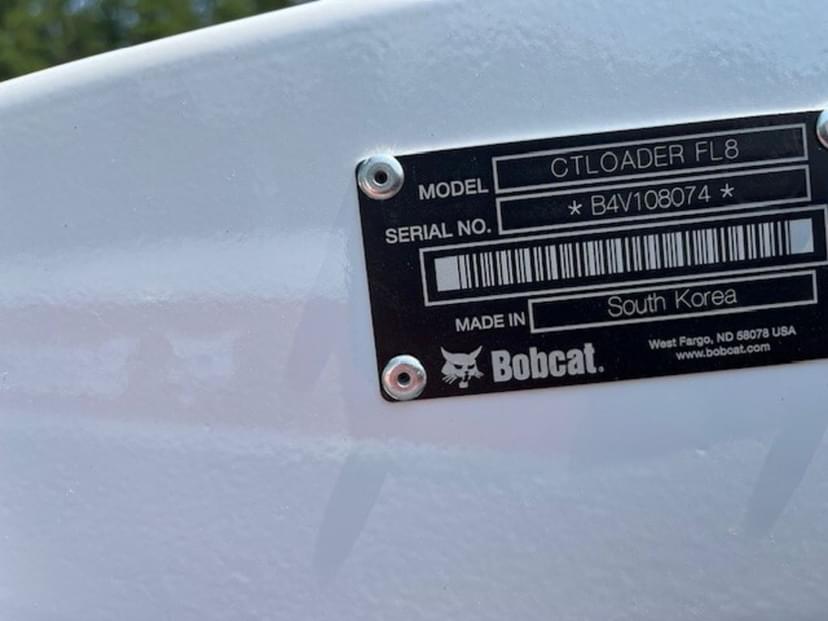 MODEL CTLOADER FL8
SERIAL NO. * B4V108074 *
MADE IN South Korea
Bobcat.
West Fargo, ND 58078 USA
www.bobcat.com